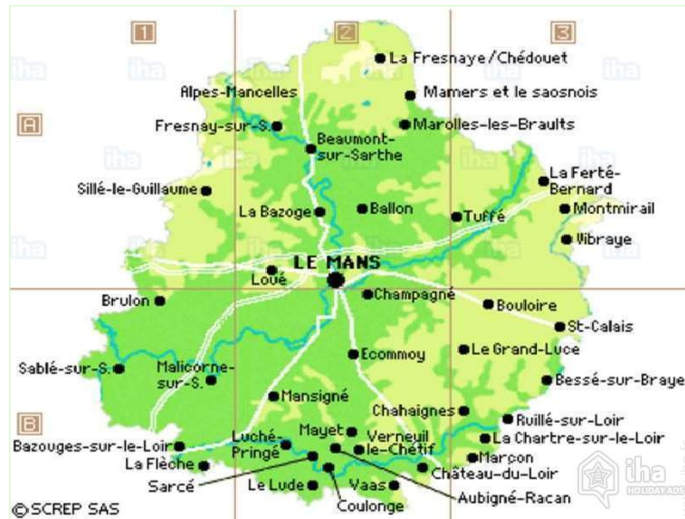 1 2 3
La Fresnaye/Chédouet
Alpes-Mancelles
Mamers et le saosnois
A
Fresnay-sur-S.
Marolles-les-Braults
Beaumont-
sur-Sarthe
La Ferté-
Bernard
Sillé-le-Guillaume
La Bazoge
Ballon
Tuffé
Montmirail
Vibraye
LE MANS
Loué
Brulon
Champagné
Bouloire
St-Calais
Ecommoy
Le Grand-Luce
Sablé-sur-S.
Malicorne-
sur-S.
Bessé-sur-Braye
Mansigné
Chahaignes
Ruillé-sur-Loir
B
Mayet
Verneuil
-le-Chétif
La Chartre-sur-le-Loir
Bazouges-sur-le-Loir
Luché-
Pringé
Marçon
La Flèche
Château-du-Loir
Sarcé
Le Lude
Coulonge
Vaas
Aubigné-Racan
©SCREP SAS
iha
HOLIDAY ADS
iha
iha
iha
iha